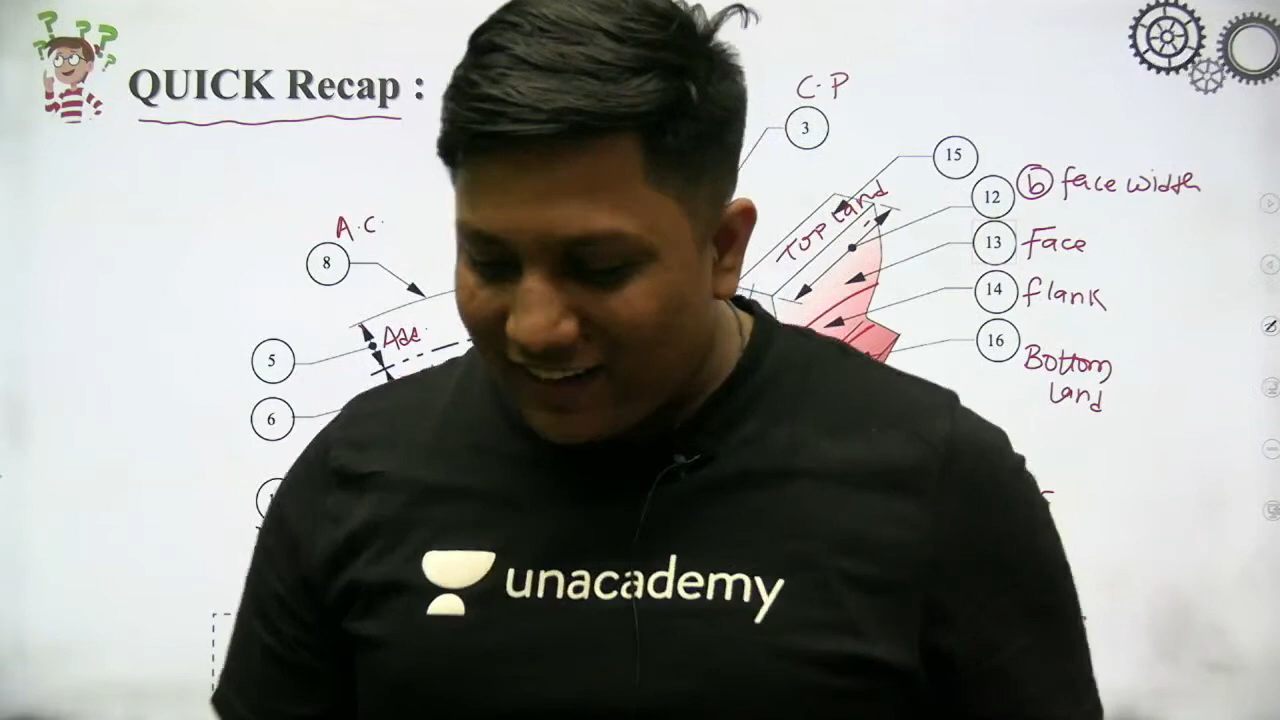 QUICK Recap :
C.P
3
15
12 b face width
Top Land
A.C.
13 Face
8
14 flank
Add.
16
5
Bottom
Land
6
unacademy